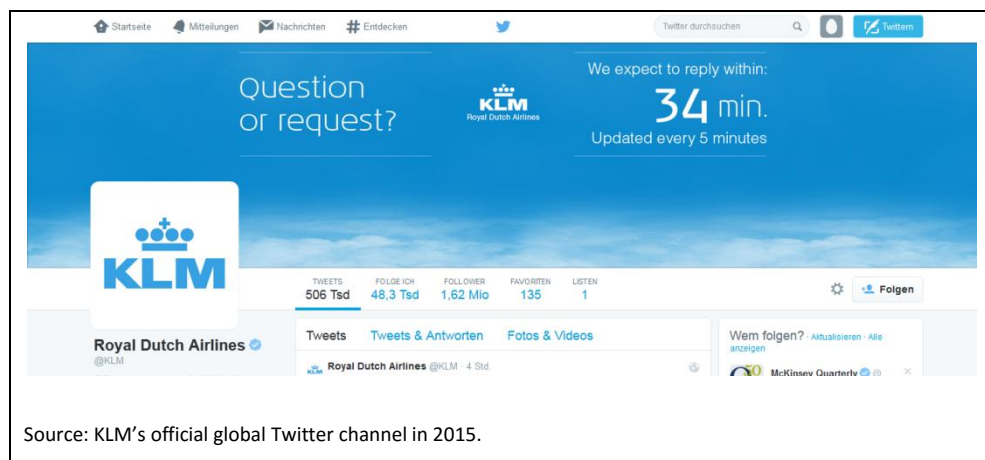 Startseite Mitteilungen Nachrichten Entdecken Twitter durchsuchen Twittern
Question
or request?
KLM
Royal Dutch Airlines
We expect to reply within:
34 min.
Updated every 5 minutes
KLM
TWEETS FOLGE ICH FOLLOWER FAVORITEN LISTEN
506 Tsd 48,3 Tsd 1,62 Mio 135 1
Folgen
Royal Dutch Airlines
@KLM
Tweets Tweets & Antworten Fotos & Videos
Royal Dutch Airlines @KLM · 4 Std.
Wem folgen? · Aktualisieren · Alle
anzeigen
McKinsey Quarterly @
Source: KLM's official global Twitter channel in 2015.